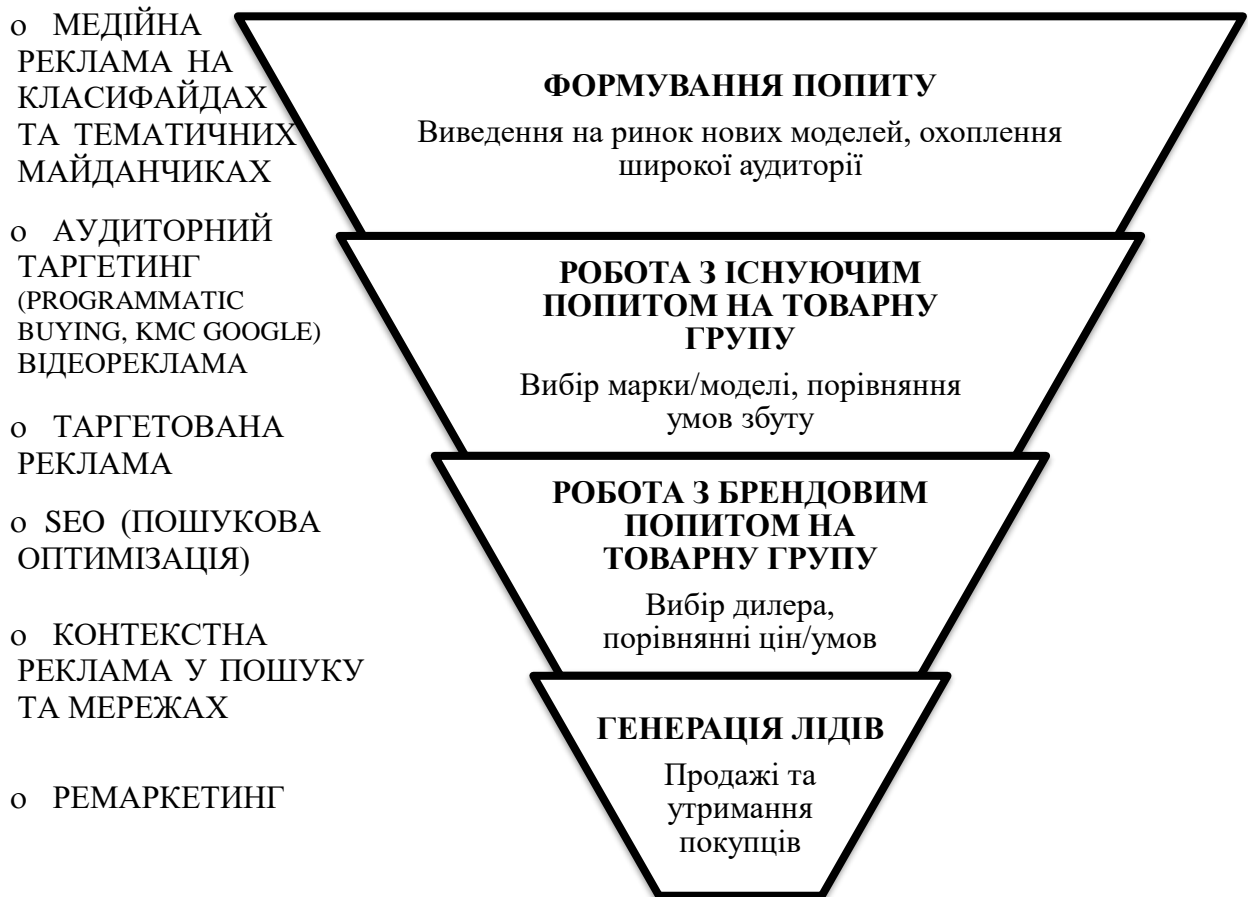 o МЕДІЙНА
РЕКЛАМА НА
КЛАСИФАЙДАХ
ТА ТЕМАТИЧНИХ
МАЙДАНЧИКАХ
o АУДИТОРНИЙ
ТАРГЕТИНГ
(PROGRAMMATIC
BUYING, КМС GOOGLE)
ВІДЕОРЕКЛАМА
o ТАРГЕТОВАНА
РЕКЛАМА
o SEO (ПОШУКОВА
ОПТИМІЗАЦІЯ)
o КОНТЕКСТНА
РЕКЛАМА У ПОШУКУ
ТА МЕРЕЖАХ
o РЕМАРКЕТИНГ
ФОРМУВАННЯ ПОПИТУ
Виведення на ринок нових моделей, охоплення
широкої аудиторії
РОБОТА З ІСНУЮЧИМ
ПОПИТОМ НА ТОВАРНУ
ГРУПУ
Вибір марки/моделі, порівняння
умов збуту
РОБОТА З БРЕНДОВИМ
ПОПИТОМ НА
ТОВАРНУ ГРУПУ
Вибір дилера,
порівнянні цін/умов
ГЕНЕРАЦІЯ ЛІДІВ
Продажі та
утримання
покупців